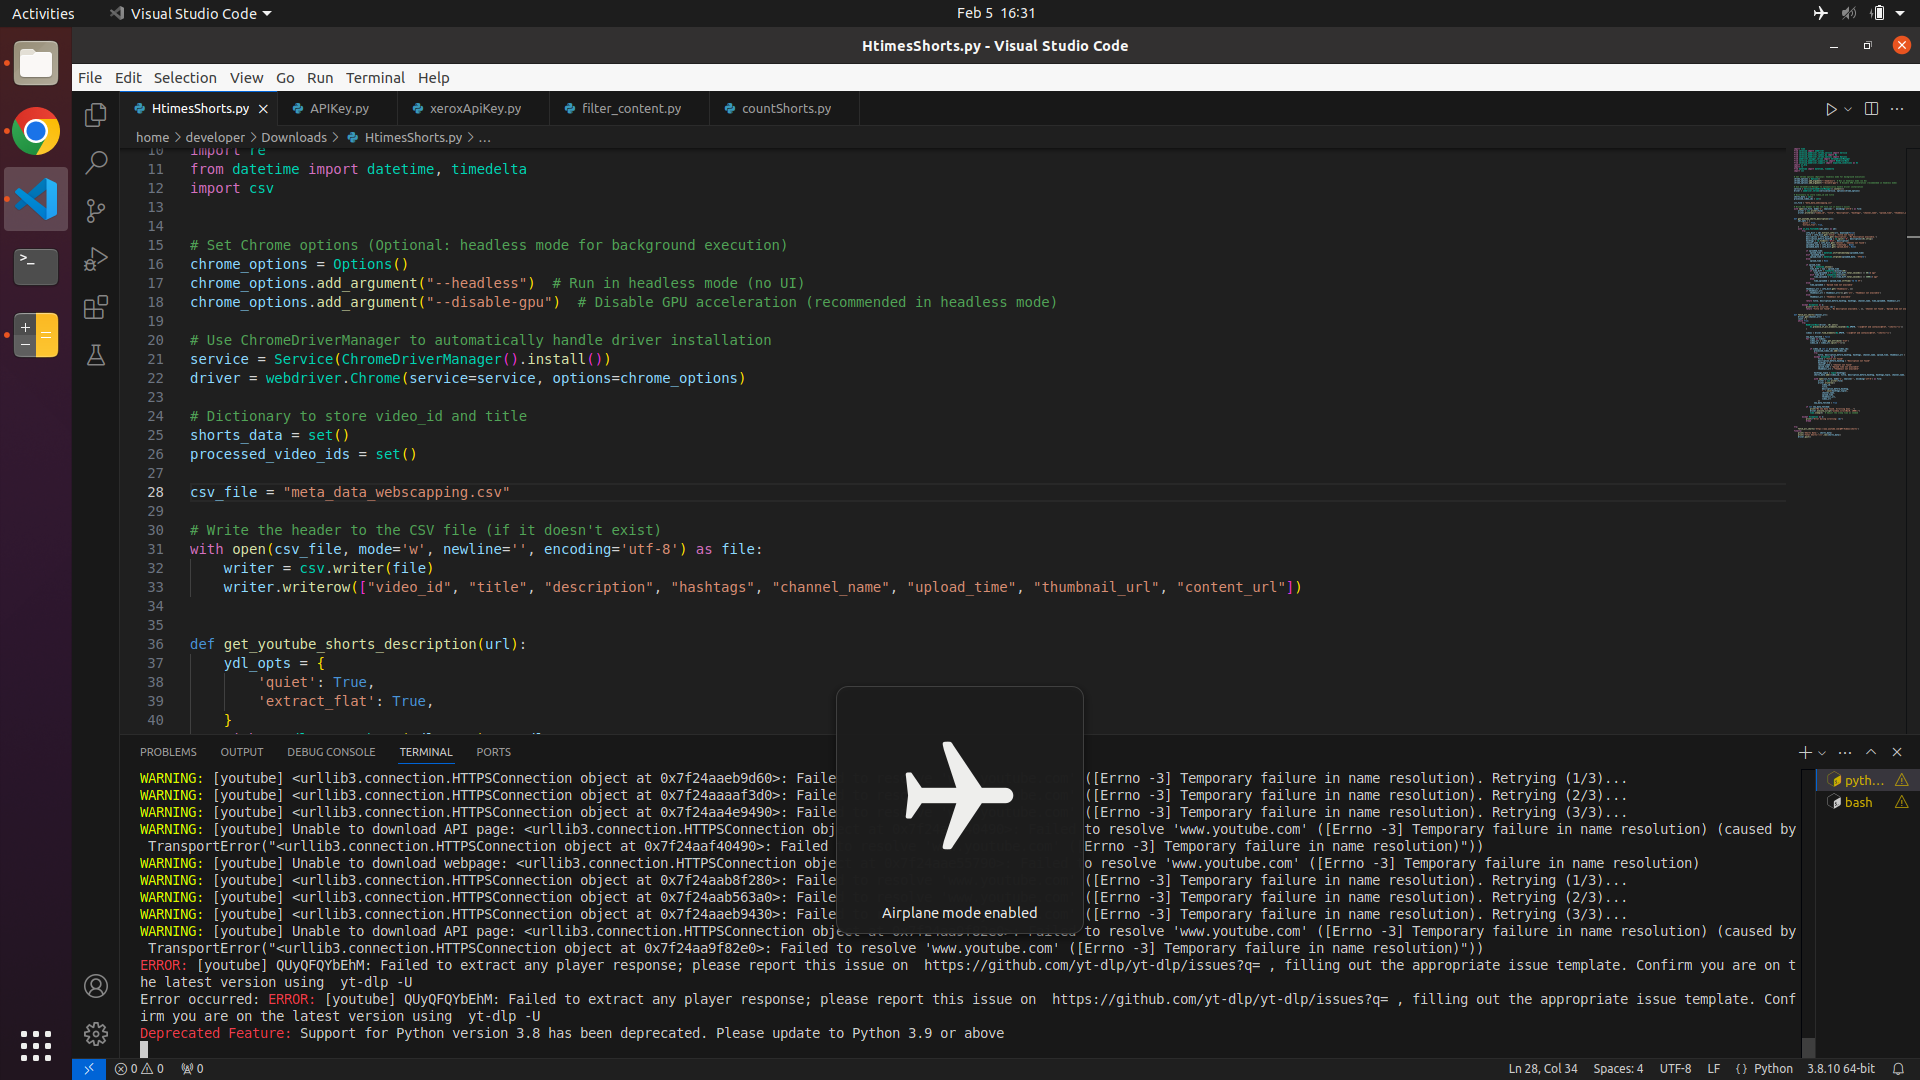 Activities
Visual Studio Code
Feb 5 16:31
HtimesShorts.py - Visual Studio Code
File Edit Selection View Go Run Terminal Help
HtimesShorts.py
APIKey.py
xeroxApiKey.py
filter_content.py
countShorts.py
home > developer > Downloads > HtimesShorts.py > ...
10 import re
11 from datetime import datetime, timedelta
12 import csv
13
14
15 # Set Chrome options (Optional: headless mode for background execution)
16 chrome_options = Options()
17 chrome_options.add_argument("--headless")  # Run in headless mode (no UI)
18 chrome_options.add_argument("--disable-gpu")  # Disable GPU acceleration (recommended in headless mode)
19
20 # Use ChromeDriverManager to automatically handle driver installation
21 service = Service(ChromeDriverManager().install())
22 driver = webdriver.Chrome(service=service, options=chrome_options)
23
24 # Dictionary to store video_id and title
25 shorts_data = set()
26 processed_video_ids = set()
27
28 csv_file = "meta_data_webscapping.csv"
29
30 # Write the header to the CSV file (if it doesn't exist)
31 with open(csv_file, mode='w', newline='', encoding='utf-8') as file:
32     writer = csv.writer(file)
33     writer.writerow(["video_id", "title", "description", "hashtags", "channel_name", "upload_time", "thumbnail_url", "content_url"])
34
35
36 def get_youtube_shorts_description(url):
37     ydl_opts = {
38         'quiet': True,
39         'extract_flat': True,
40     }
PROBLEMS OUTPUT DEBUG CONSOLE TERMINAL PORTS
pyth...
bash
WARNING: [youtube] <urllib3.connection.HTTPSConnection object at 0x7f24aaeb9d60>: Failed ([Errno -3] Temporary failure in name resolution). Retrying (1/3)...
WARNING: [youtube] <urllib3.connection.HTTPSConnection object at 0x7f24aaaaf3d0>: Failed ([Errno -3] Temporary failure in name resolution). Retrying (2/3)...
WARNING: [youtube] <urllib3.connection.HTTPSConnection object at 0x7f24aa4e9490>: Failed ([Errno -3] Temporary failure in name resolution). Retrying (3/3)...
WARNING: [youtube] Unable to download API page: <urllib3.connection.HTTPSConnection obj to resolve 'www.youtube.com' ([Errno -3] Temporary failure in name resolution) (caused by
TransportError("<urllib3.connection.HTTPSConnection object at 0x7f24aaf40490>: Failed Errno -3] Temporary failure in name resolution)"))
WARNING: [youtube] Unable to download webpage: <urllib3.connection.HTTPSConnection obje o resolve 'www.youtube.com' ([Errno -3] Temporary failure in name resolution)
WARNING: [youtube] <urllib3.connection.HTTPSConnection object at 0x7f24aab8f280>: Failed ([Errno -3] Temporary failure in name resolution). Retrying (1/3)...
WARNING: [youtube] <urllib3.connection.HTTPSConnection object at 0x7f24aab563a0>: Failed ([Errno -3] Temporary failure in name resolution). Retrying (2/3)...
WARNING: [youtube] <urllib3.connection.HTTPSConnection object at 0x7f24aaeb9430>: Failed ([Errno -3] Temporary failure in name resolution). Retrying (3/3)...
WARNING: [youtube] Unable to download API page: <urllib3.connection.HTTPSConnection object at 0x7f24aa9f82e0>: Failed to resolve 'www.youtube.com' ([Errno -3] Temporary failure in name resolution) (caused by
TransportError("<urllib3.connection.HTTPSConnection object at 0x7f24aa9f82e0>: Failed to resolve 'www.youtube.com' ([Errno -3] Temporary failure in name resolution)"))
ERROR: [youtube] QUyQFQYbEhM: Failed to extract any player response; please report this issue on  https://github.com/yt-dlp/yt-dlp/issues?q= , filling out the appropriate issue template. Confirm you are on t
he latest version using  yt-dlp -U
Error occurred: ERROR: [youtube] QUyQFQYbEhM: Failed to extract any player response; please report this issue on  https://github.com/yt-dlp/yt-dlp/issues?q= , filling out the appropriate issue template. Conf
irm you are on the latest version using  yt-dlp -U
Deprecated Feature: Support for Python version 3.8 has been deprecated. Please update to Python 3.9 or above
Airplane mode enabled
0 0 0
Ln 28, Col 34 Spaces: 4 UTF-8 LF { } Python 3.8.10 64-bit